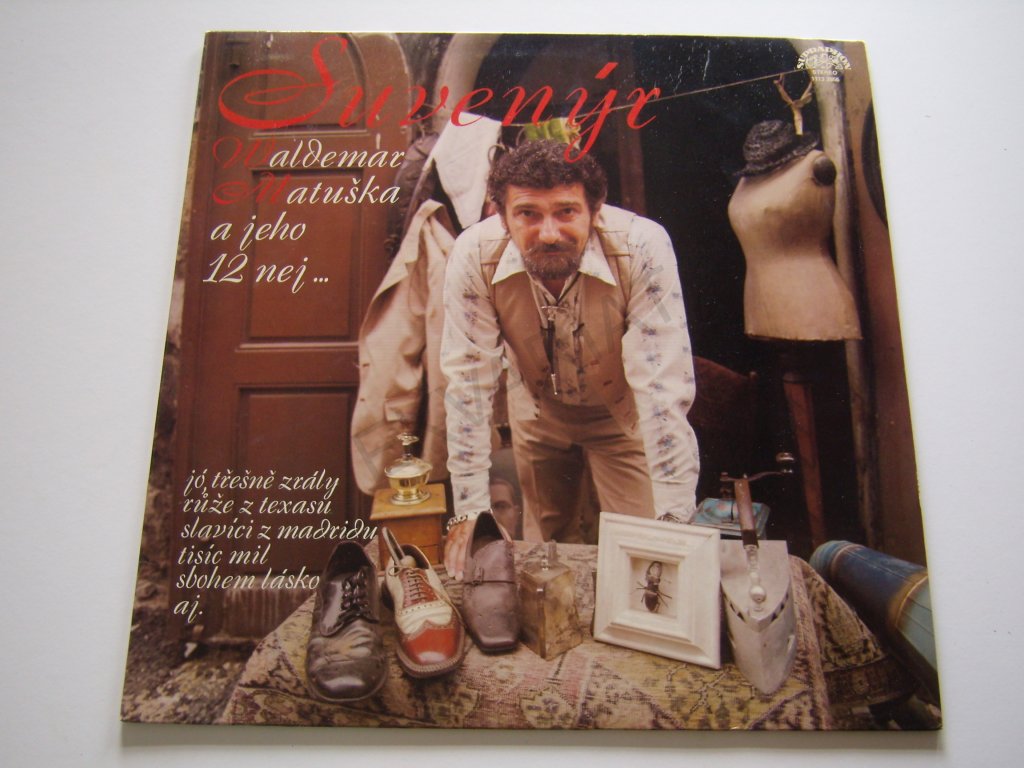 Suvenýr
Waldemar
Matuška
a jeho
12 nej...
SUPRAPHON
STEREO
jó, třešně zrály
růže z texasu
slavíci z madridu
tisíc mil
sbohem lásko
aj.